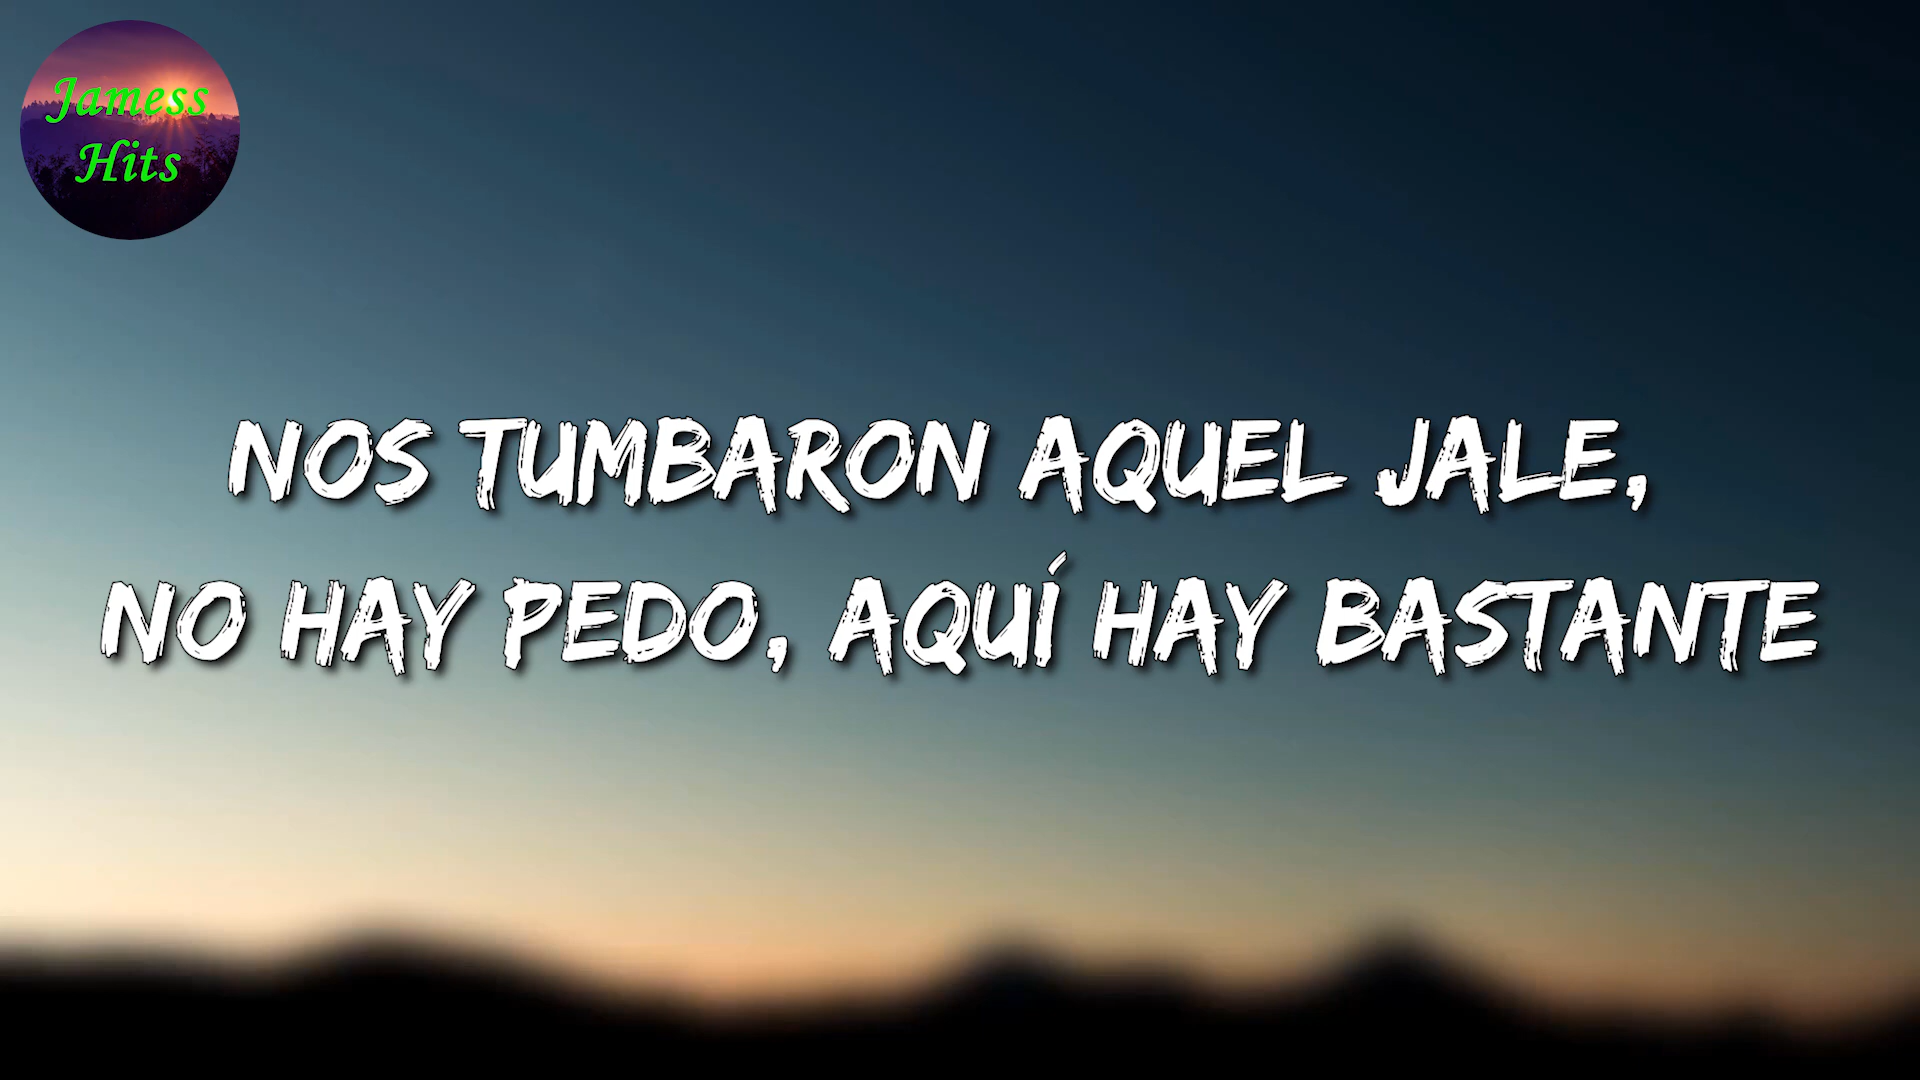 Jamess
Hits
NOS TUMBARON AQUEL JALE,
NO HAY PEDO, AQUÍ HAY BASTANTE